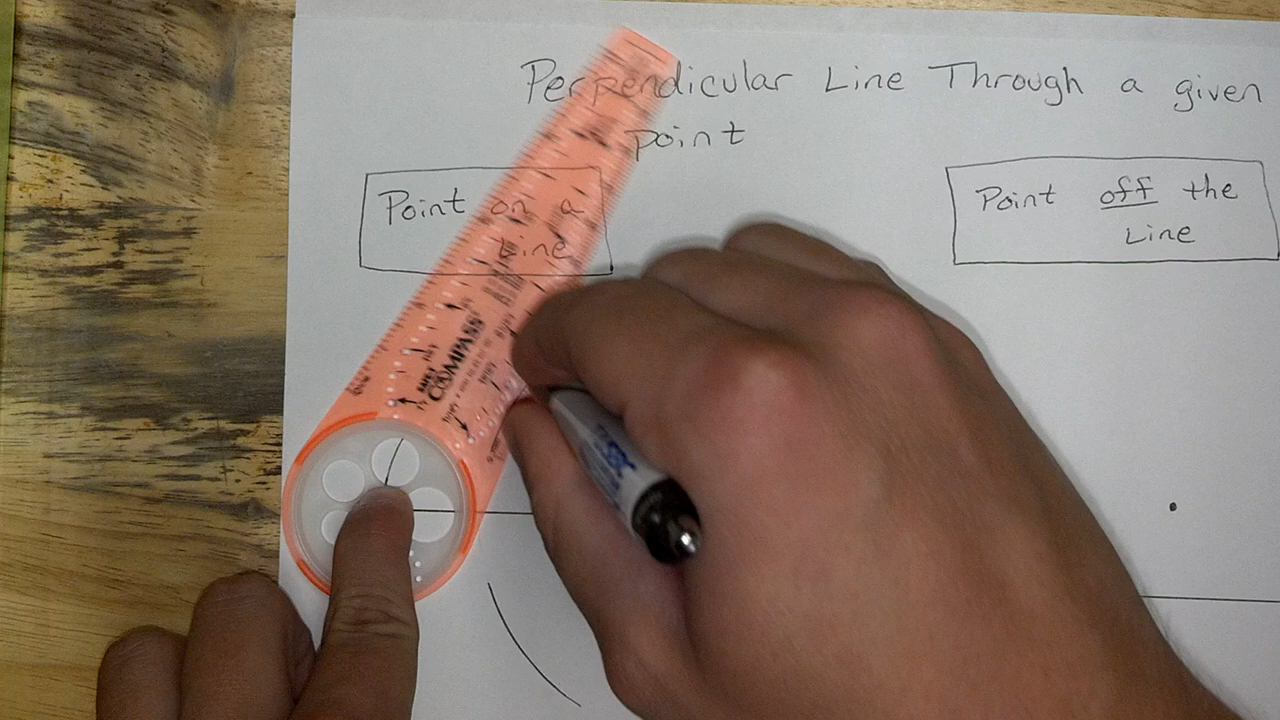 Perpendicular Line Through a given
point
Point on a
Line
Point off the
Line
COMPASS